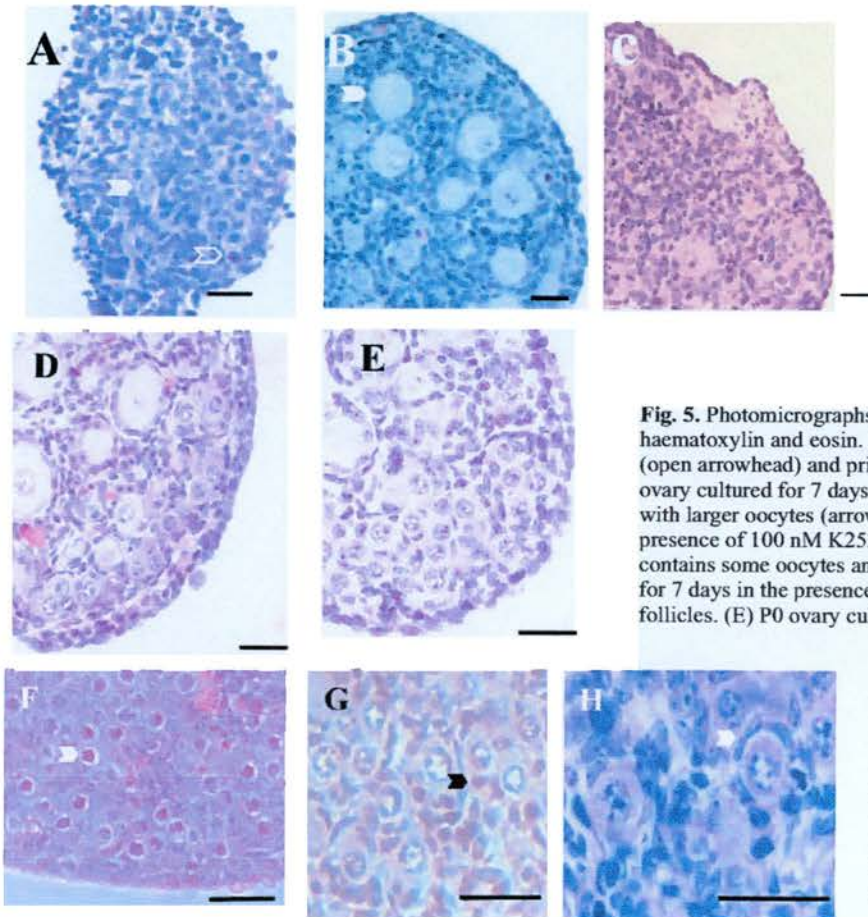 A
B
C
D
E
Fig. 5. Photomicrographs
haematoxylin and eosin.
(open arrowhead) and pri
ovary cultured for 7 days
with larger oocytes (arrow
presence of 100 nM K25
contains some oocytes an
for 7 days in the presence
follicles. (E) P0 ovary cu
F
G
H